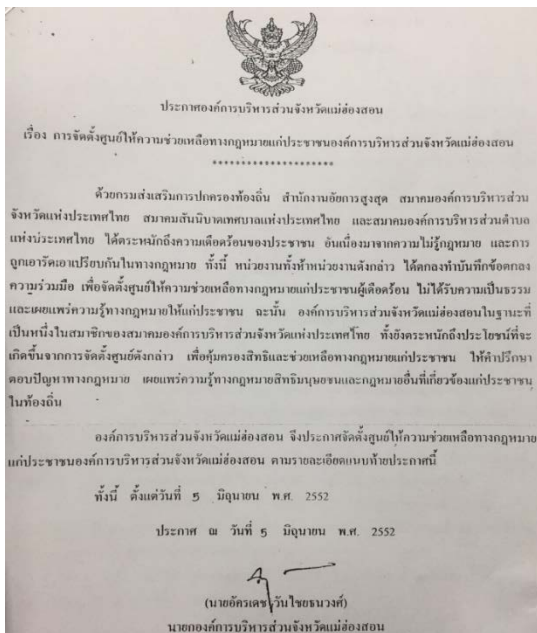 ประกาศองค์การบริหารส่วนจังหวัดแม่ฮ่องสอน
เรื่อง การจัดตั้งศูนย์ให้ความช่วยเหลือทางกฎหมายแก่ประชาชนองค์การบริหารส่วนจังหวัดแม่ฮ่องสอน
*********************
ด้วยกรมส่งเสริมการปกครองท้องถิ่น สำนักงานอัยการสูงสุด สมาคมองค์การบริหารส่วน
จังหวัดแห่งประเทศไทย สมาคมสันนิบาตเทศบาลแห่งประเทศไทย และสมาคมองค์การบริหารส่วนตำบล
แห่งประเทศไทย ได้ตระหนักถึงความเดือดร้อนของประชาชน อันเนื่องมาจากความไม่รู้กฎหมาย และการ
ถูกเอารัดเอาเปรียบกันในทางกฎหมาย ทั้งนี้ หน่วยงานทั้งห้าหน่วยงานดังกล่าว ได้ตกลงทำบันทึกข้อตกลง
ความร่วมมือ เพื่อจัดตั้งศูนย์ให้ความช่วยเหลือทางกฎหมายแก่ประชาชนผู้เดือดร้อน ไม่ได้รับความเป็นธรรม
และเผยแพร่ความรู้ทางกฎหมายให้แก่ประชาชน ฉะนั้น องค์การบริหารส่วนจังหวัดแม่ฮ่องสอนในฐานะที่
เป็นหนึ่งในสมาชิกของสมาคมองค์การบริหารส่วนจังหวัดแห่งประเทศไทย ทั้งยังตระหนักถึงประโยชน์ที่จะ
เกิดขึ้นจากการจัดตั้งศูนย์ดังกล่าว เพื่อคุ้มครองสิทธิและช่วยเหลือทางกฎหมายแก่ประชาชน ให้คำปรึกษา
ตอบปัญหาทางกฎหมาย เผยแพร่ความรู้ทางกฎหมายสิทธิมนุษยชนและกฎหมายอื่นที่เกี่ยวข้องแก่ประชาชน
ในท้องถิ่น
องค์การบริหารส่วนจังหวัดแม่ฮ่องสอน จึงประกาศจัดตั้งศูนย์ให้ความช่วยเหลือทางกฎหมาย
แก่ประชาชนองค์การบริหารส่วนจังหวัดแม่ฮ่องสอน ตามรายละเอียดแนบท้ายประกาศนี้
ทั้งนี้ ตั้งแต่วันที่ 5 มิถุนายน พ.ศ. 2552
ประกาศ ณ วันที่ 5 มิถุนายน พ.ศ. 2552
(นายอัครเดช วันไชยธนวงศ์)
นายกองค์การบริหารส่วนจังหวัดแม่ฮ่องสอน